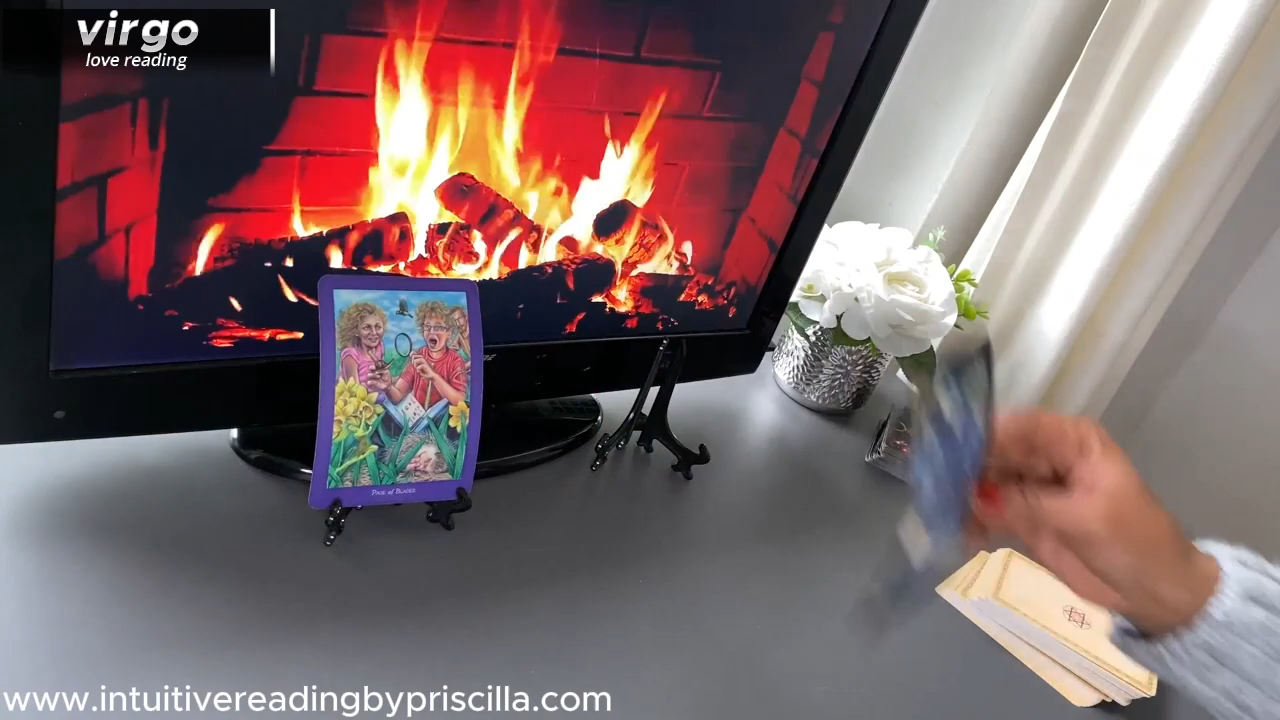 virgo
love reading
Page of Blades
www.intuitivereadingbypriscilla.com